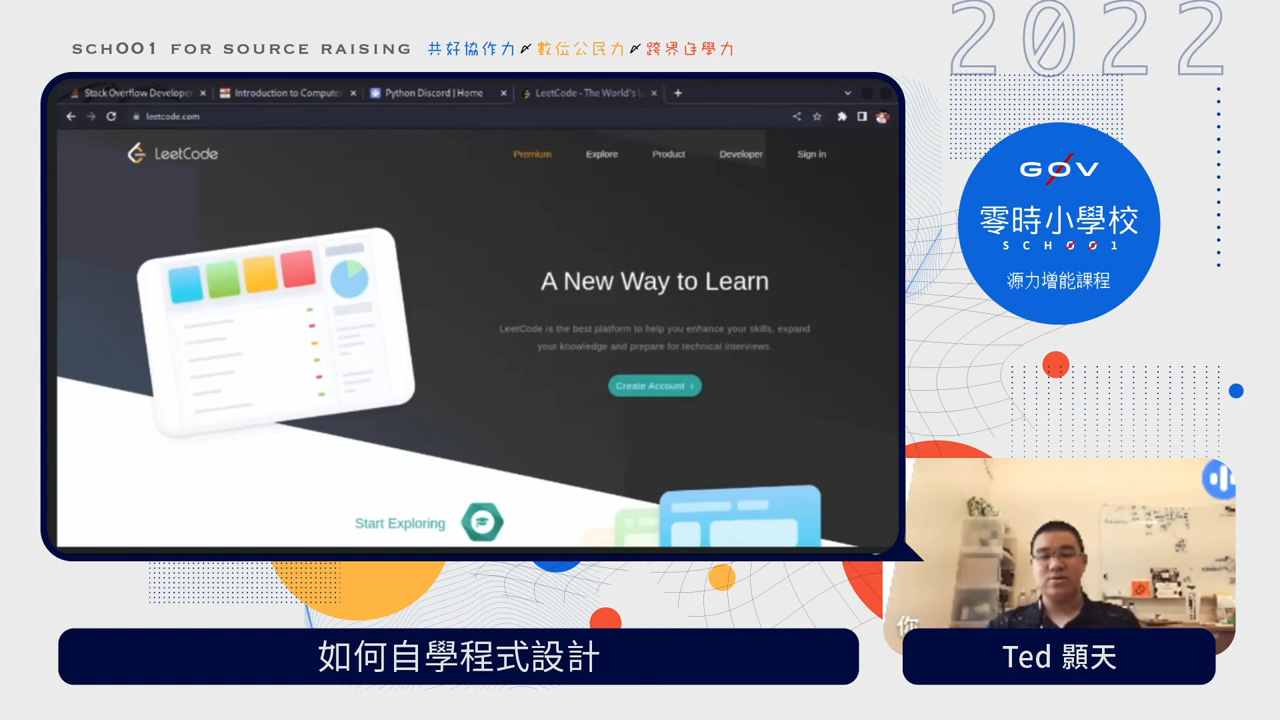 SCHOO1 FOR SOURCE RAISING 共好協作力 數位公民力 跨界自學力
2022
Stack Overflow Developer
Introduction to Computer
Python Discord | Home
LeetCode - The World's L
leetcode.com
LeetCode
Premium
Explore
Product
Developer
Sign in
A New Way to Learn
LeetCode is the best platform to help you enhance your skills, expand
your knowledge and prepare for technical interviews.
Create Account
Start Exploring
G0V
零時小學校
SCH001
源力增能課程
你
如何自學程式設計
Ted 顥天